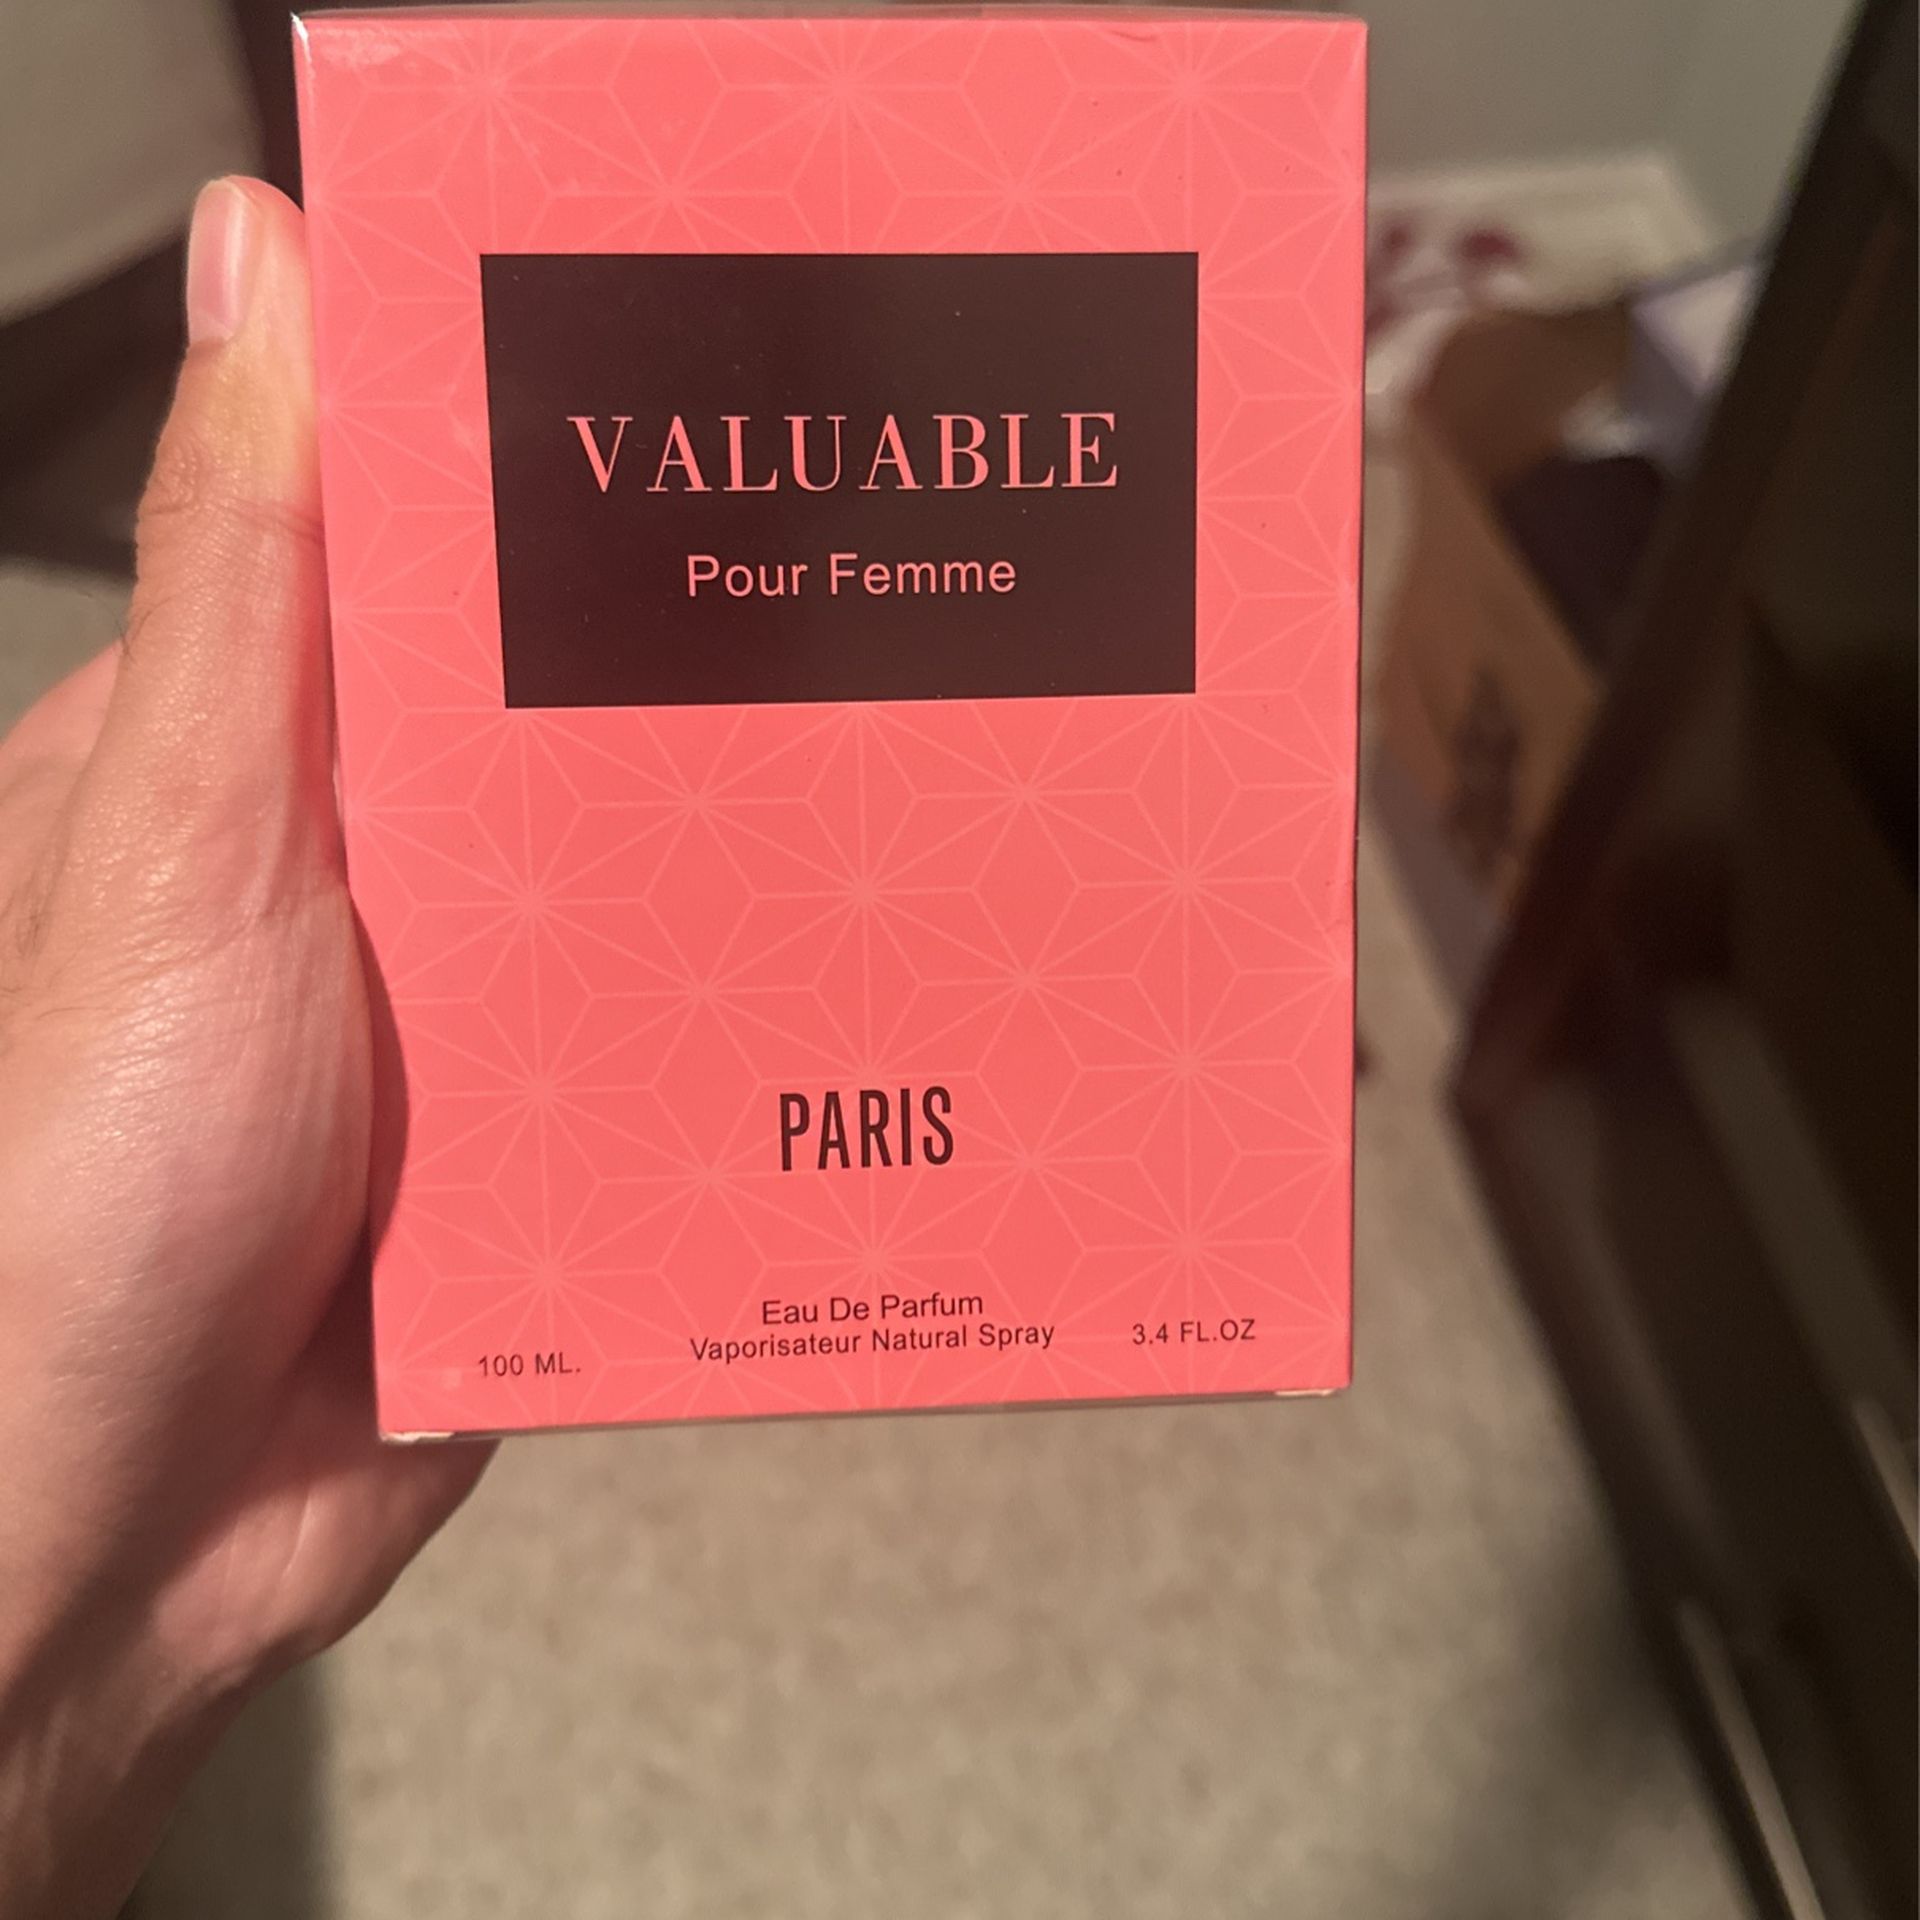 VALUABLE
Pour Femme
PARIS
Eau De Parfum
Vaporisateur Natural Spray
100 ML.
3.4 FL.OZ